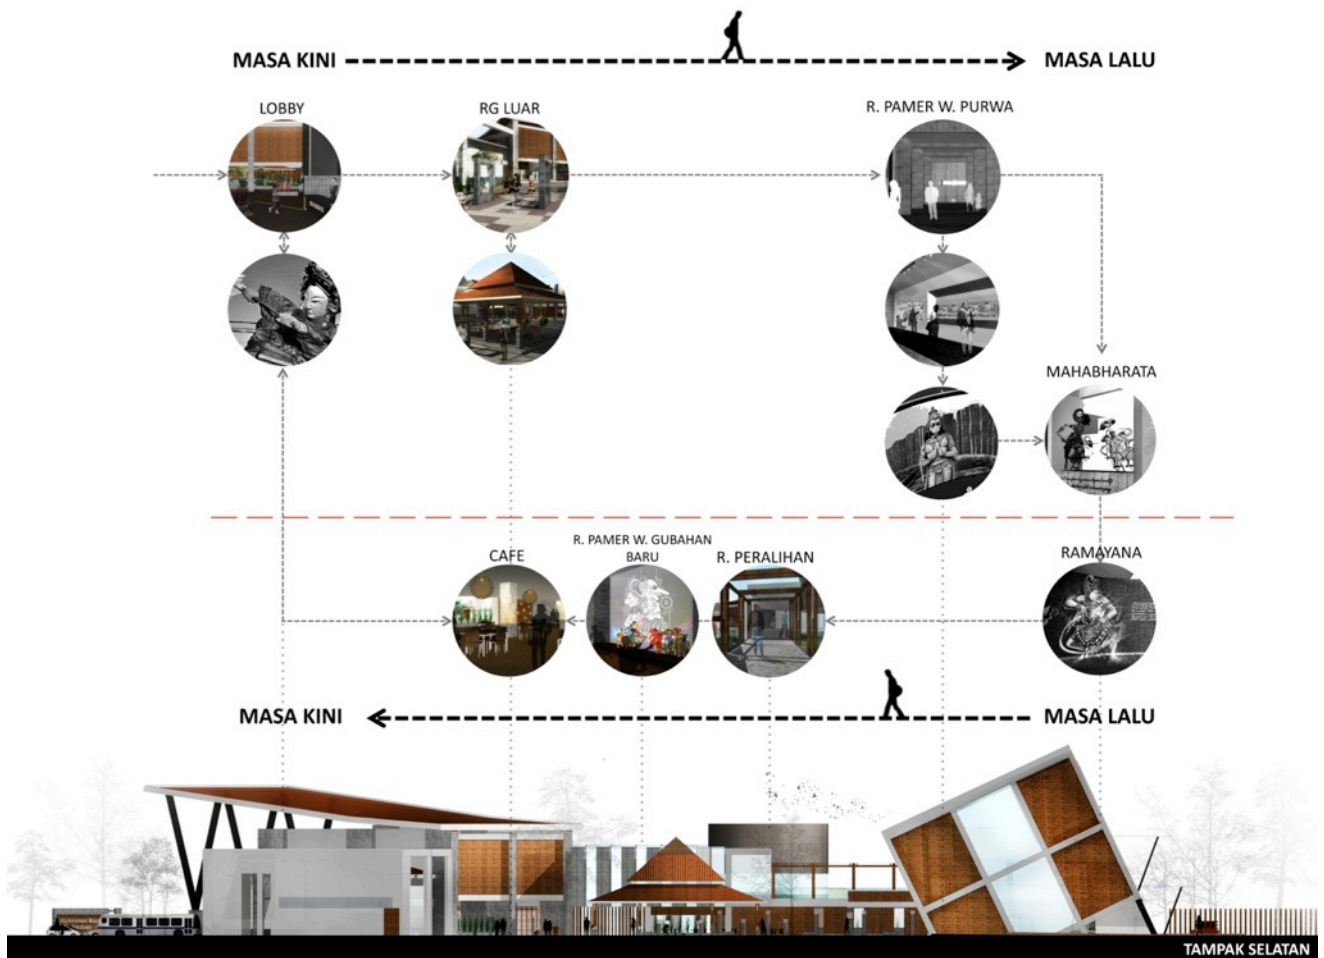 MASA KINI
MASA LALU
LOBBY
RG LUAR
R. PAMER W. PURWA
MAHABHARATA
CAFE
R. PAMER W. GUBAHAN
BARU
R. PERALIHAN
RAMAYANA
MASA KINI
MASA LALU
TAMPAK SELATAN